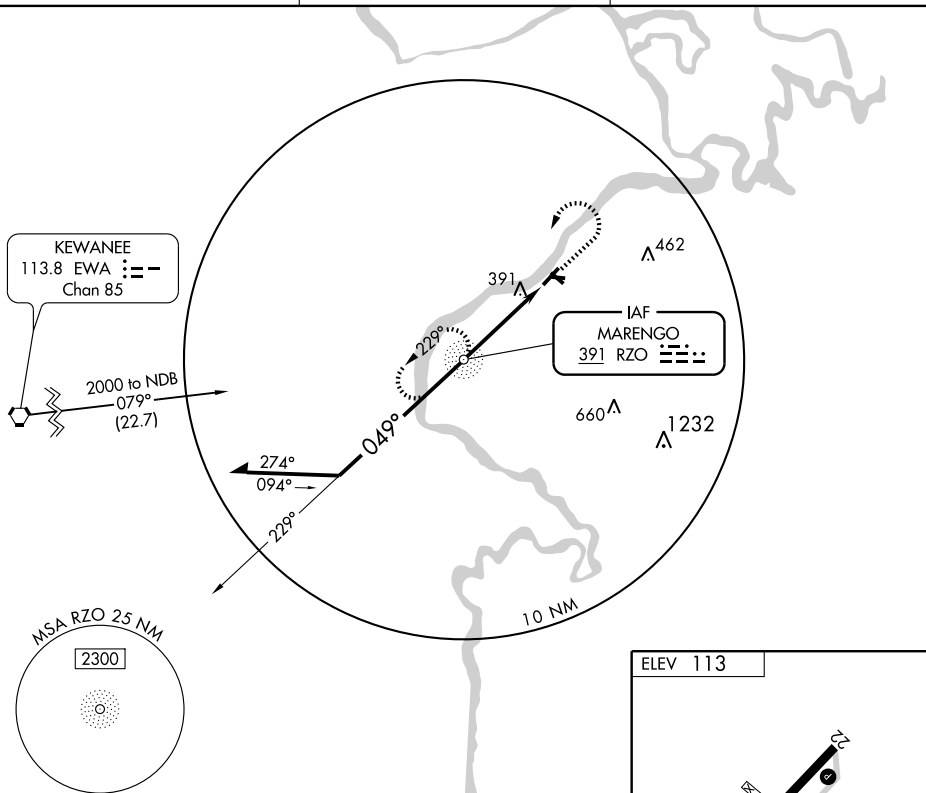 KEWANEE
113.8 EWA
Chan 85
2000 to NDB
079°
(22.7)
462
391
IAF
MARENGO
391 RZO
229°
660
1232
049°
274°
094°
229°
10 NM
MSA RZO 25 NM
2300
ELEV 113
22
P